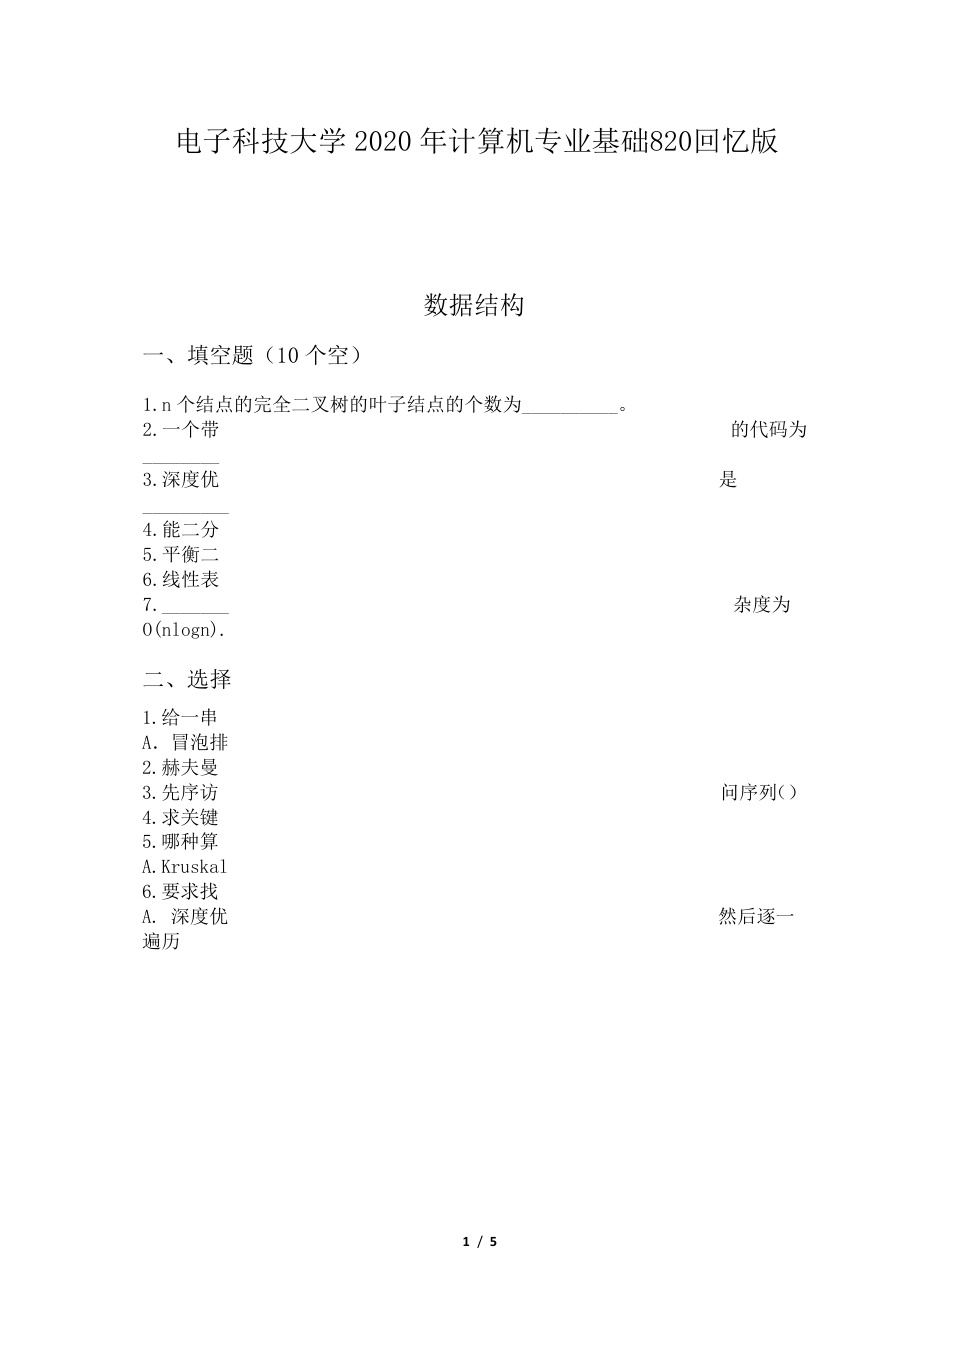 电子科技大学 2020 年计算机专业基础820回忆版
数据结构
一、填空题（10 个空）
1.n 个结点的完全二叉树的叶子结点的个数为__________。
2.一个带 的代码为
________
3.深度优 是
_________
4.能二分
5.平衡二
6.线性表
7._______ 杂度为
O(nlogn).
二、选择
1.给一串
A．冒泡排
2.赫夫曼
3.先序访 问序列()
4.求关键
5.哪种算
A.Kruskal
6.要求找
A. 深度优 然后逐一
遍历
1 / 5